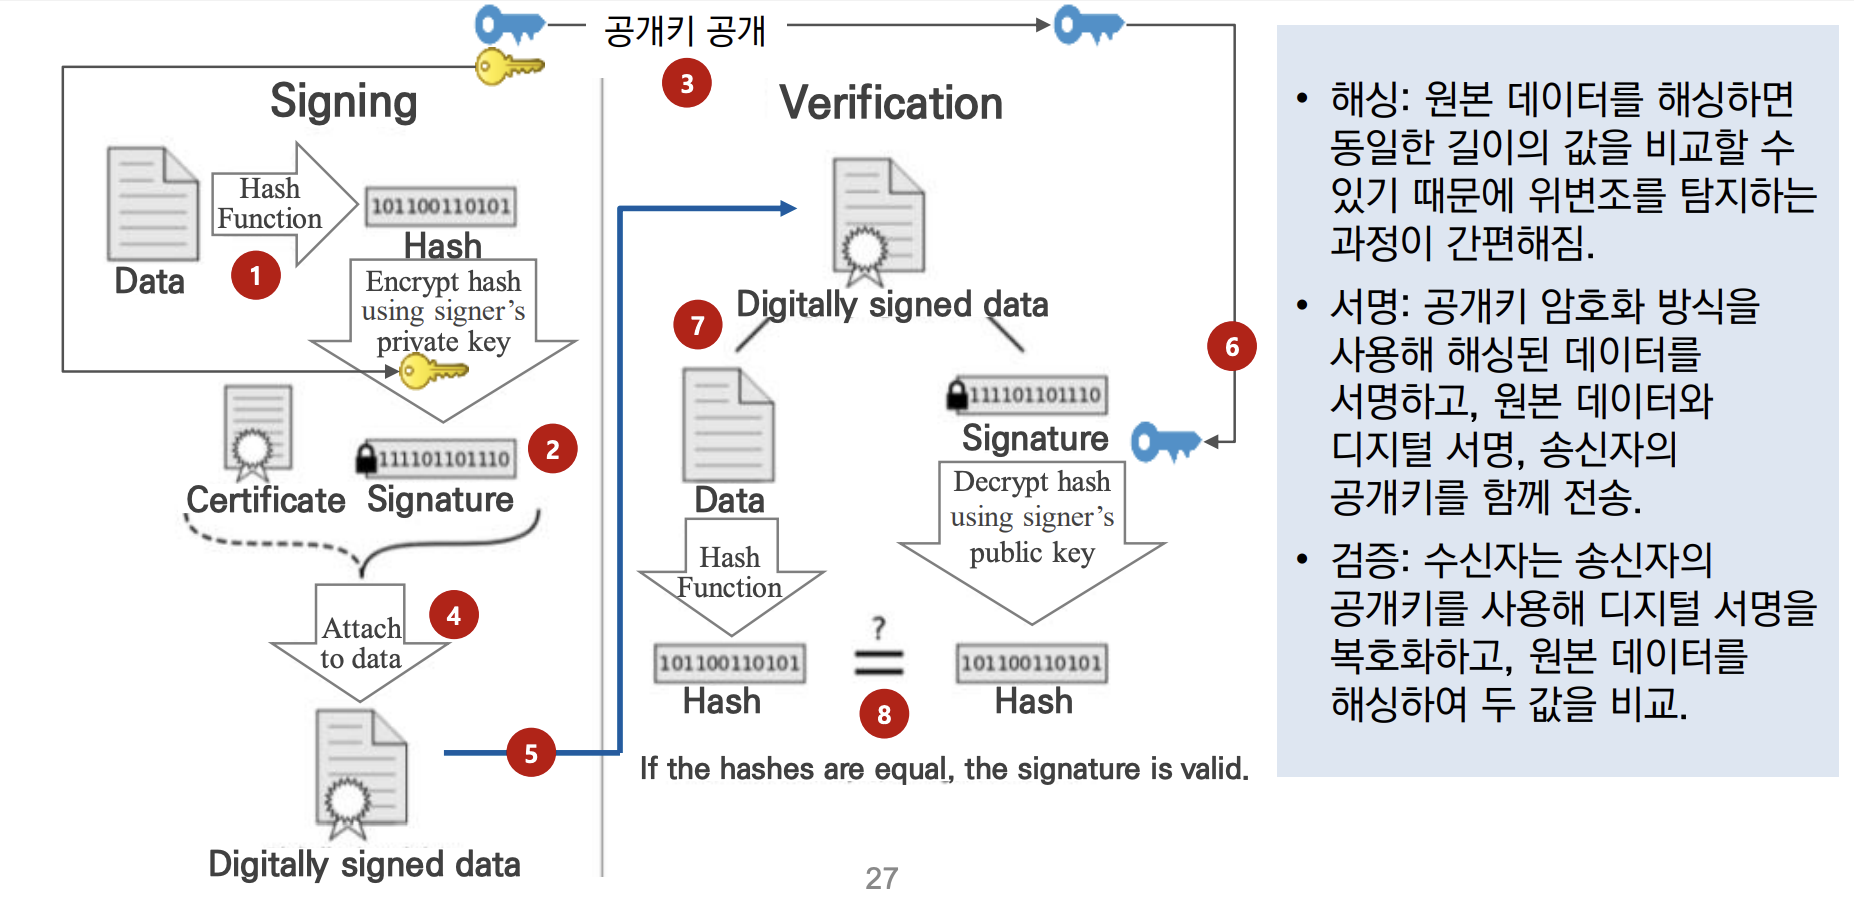 공개키 공개
3
Signing
Verification
Data
Hash
Function
1
101100110101
Hash
Encrypt hash
using signer's
private key
Certificate
111101101110
Signature
2
Attach
to data
4
Digitally signed data
5
Digitally signed data
7
6
Data
111101101110
Signature
Hash
Function
Decrypt hash
using signer's
public key
101100110101
Hash
?
=
8
101100110101
Hash
If the hashes are equal, the signature is valid.
• 해싱: 원본 데이터를 해싱하면
동일한 길이의 값을 비교할 수
있기 때문에 위변조를 탐지하는
과정이 간편해짐.
• 서명: 공개키 암호화 방식을
사용해 해싱된 데이터를
서명하고, 원본 데이터와
디지털 서명, 송신자의
공개키를 함께 전송.
• 검증: 수신자는 송신자의
공개키를 사용해 디지털 서명을
복호화하고, 원본 데이터를
해싱하여 두 값을 비교.
27